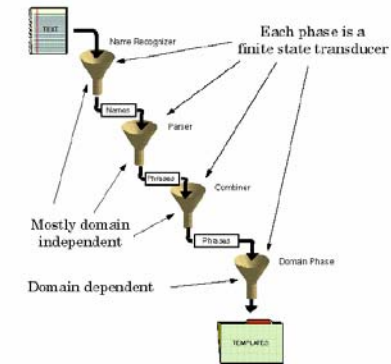 TEXT
Name Recognizer
Each phase is a
finite state transducer
Names
Parser
Phrases
Combiner
Mostly domain
independent
Phrases
Domain Phase
Domain dependent
TEMPLATES